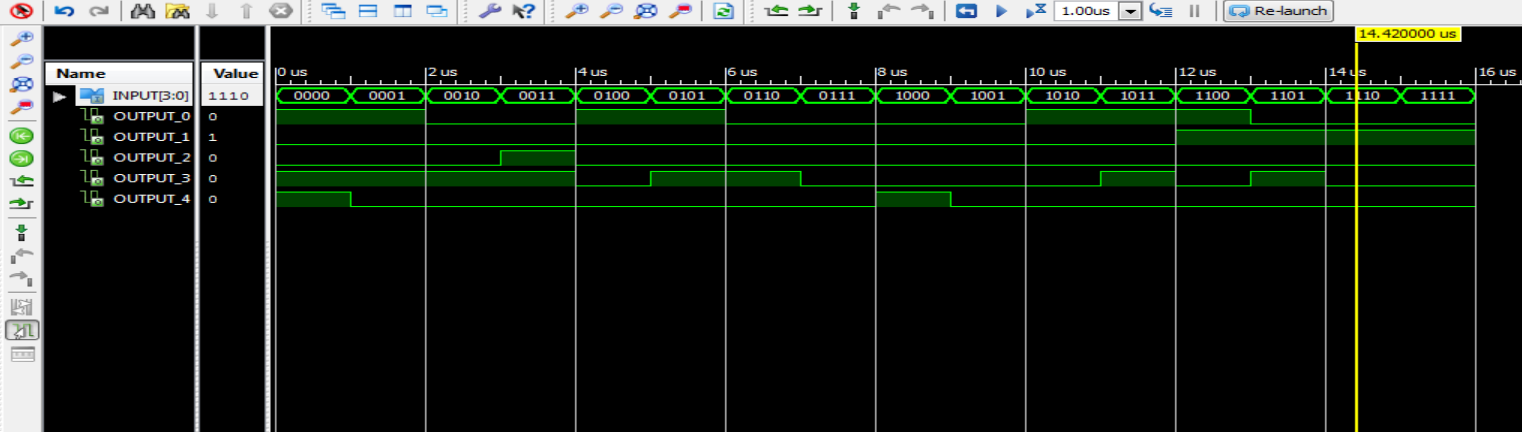 1.00us Re-launch
14.420000 us
Name Value 0 us 2 us 4 us 6 us 8 us 10 us 12 us 14 us 16 us
INPUT[3:0] 1110 0000 0001 0010 0011 0100 0101 0110 0111 1000 1001 1010 1011 1100 1101 1110 1111
OUTPUT_0 0
OUTPUT_1 1
OUTPUT_2 0
OUTPUT_3 0
OUTPUT_4 0